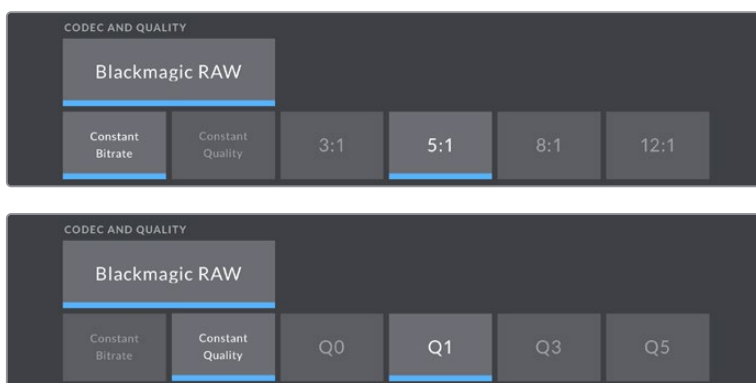 CODEC AND QUALITY
Blackmagic RAW
Constant
Bitrate
Constant
Quality
3:1
5:1
8:1
12:1
CODEC AND QUALITY
Blackmagic RAW
Constant
Bitrate
Constant
Quality
Q0
Q1
Q3
Q5